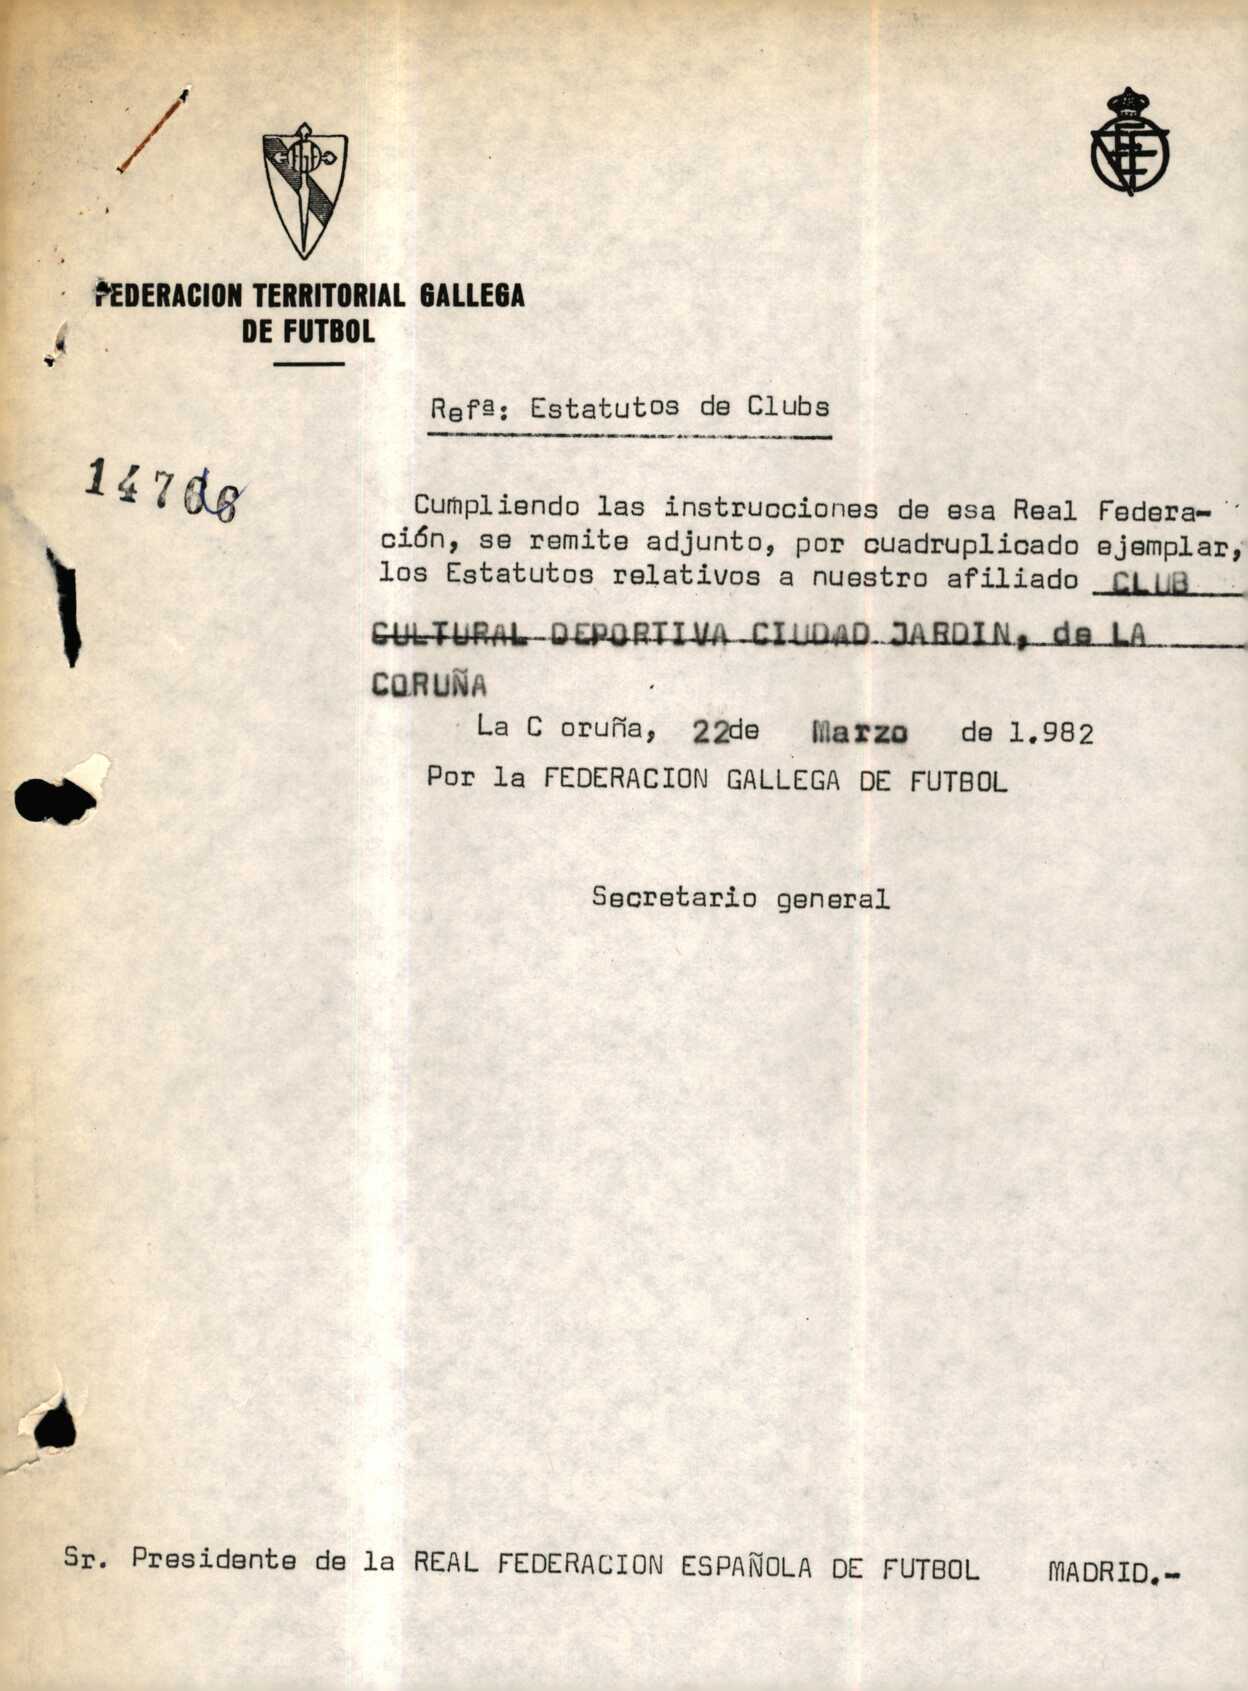 FEDERACION TERRITORIAL GALLEGA
DE FUTBOL
Refª: Estatutos de Clubs
Cumpliendo las instrucciones de esa Real Federa-
ción, se remite adjunto, por cuadruplicado ejemplar,
los Estatutos relativos a nuestro afiliado CLUB
CULTURAL DEPORTIVA CIUDAD JARDIN, de LA
CORUÑA
La C oruña, 22de Marzo de 1.982
Por la FEDERACION GALLEGA DE FUTBOL
Secretario general
Sr. Presidente de la REAL FEDERACION ESPAÑOLA DE FUTBOL MADRID.-